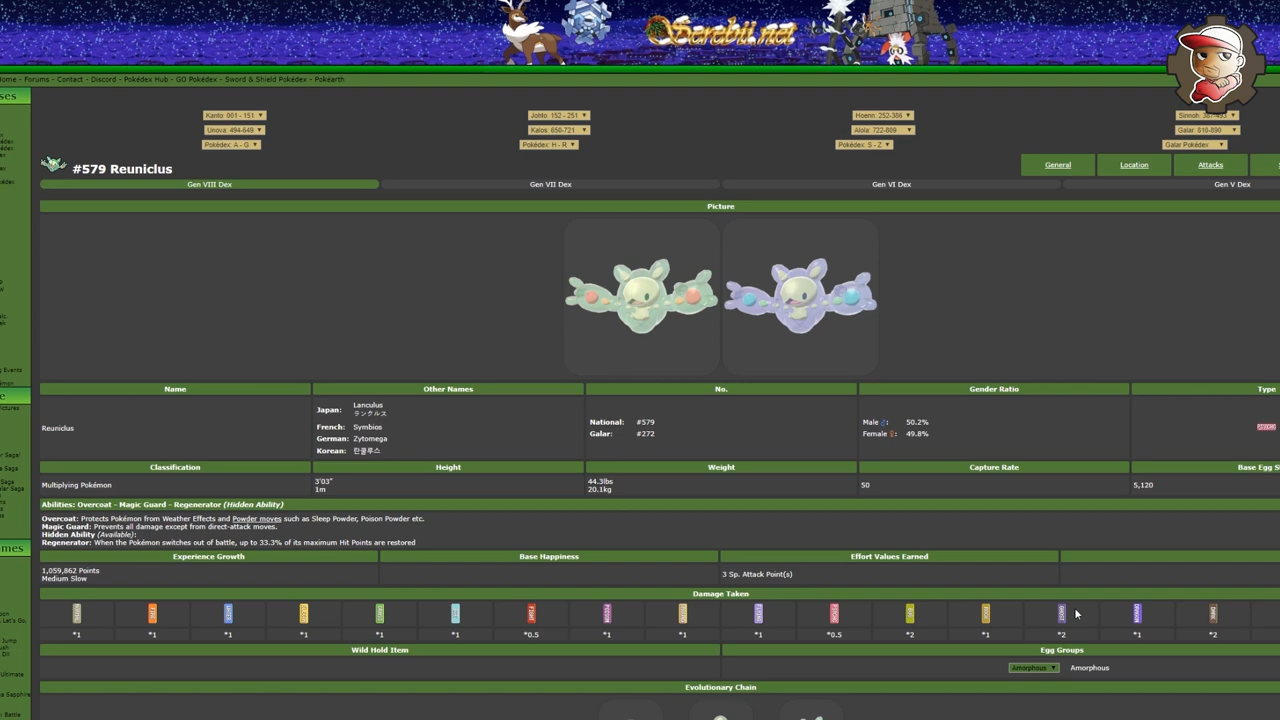 Serebii.net
ome - Forums - Contact - Discord - Pokédex Hub - GO Pokédex - Sword & Shield Pokédex - Pokéarth
Kanto: 001 - 151
Johto: 152 - 251
Hoenn: 252-386
Unova: 494-649
Kalos: 650-721
Alola: 722-809
Galar: 810-890
Pokédex: A - G
Pokédex: H - R
Pokédex: S - Z
Galar Pokédex
#579 Reuniclus
General
Location
Attacks
Gen VIII Dex
Gen VII Dex
Gen VI Dex
Gen V Dex
Picture
Name
Other Names
No.
Gender Ratio
Type
Reuniclus
Japan: Lanculus
ランクルス
French: Symbios
German: Zytomega
Korean: 란쿨루스
National: #579
Galar: #272
Male ♂: 50.2%
Female ♀: 49.8%
Classification
Height
Weight
Capture Rate
Base Egg S
Multiplying Pokémon
3'03"
1m
44.3lbs
20.1kg
50
5,120
Abilities: Overcoat - Magic Guard - Regenerator (Hidden Ability)
Overcoat: Protects Pokémon from Weather Effects and Powder moves such as Sleep Powder, Poison Powder etc.
Magic Guard: Prevents all damage except from direct-attack moves.
Hidden Ability (Available):
Regenerator: When the Pokémon switches out of battle, up to 33.3% of its maximum Hit Points are restored
Experience Growth
Base Happiness
Effort Values Earned
1,059,862 Points
Medium Slow
3 Sp. Attack Point(s)
Damage Taken
*1 *1 *1 *1 *1 *1 *0.5 *1 *1 *1 *0.5 *2 *1 *2 *1 *2
Wild Hold Item
Egg Groups
Amorphous
Amorphous
Evolutionary Chain